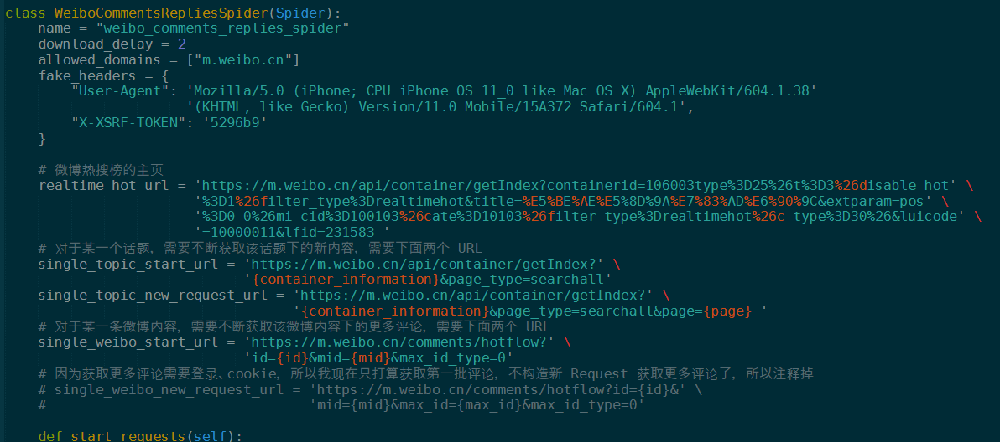 class WeiboCommentsRepliesSpider(Spider):
    name = "weibo_comments_replies_spider"
    download_delay = 2
    allowed_domains = ["m.weibo.cn"]
    fake_headers = {
        "User-Agent": 'Mozilla/5.0 (iPhone; CPU iPhone OS 11_0 like Mac OS X) AppleWebKit/604.1.38'
                      '(KHTML, like Gecko) Version/11.0 Mobile/15A372 Safari/604.1',
        "X-XSRF-TOKEN": '5296b9'
    }
    # 微博热搜榜的主页
    realtime_hot_url = 'https://m.weibo.cn/api/container/getIndex?containerid=106003type%3D25%26t%3D3%26disable_hot' \
                       '%3D1%26filter_type%3Drealtimehot&title=%E5%BE%AE%E5%8D%9A%E7%83%AD%E6%90%9C&extparam=pos' \
                       '%3D0_0%26mi_cid%3D100103%26cate%3D10103%26filter_type%3Drealtimehot%26c_type%3D30%26&luicode' \
                       '=10000011&lfid=231583 '
    # 对于某一个话题，需要不断获取该话题下的新内容，需要下面两个 URL
    single_topic_start_url = 'https://m.weibo.cn/api/container/getIndex?' \
                             '{container_information}&page_type=searchall'
    single_topic_new_request_url = 'https://m.weibo.cn/api/container/getIndex?' \
                                   '{container_information}&page_type=searchall&page={page} '
    # 对于某一条微博内容，需要不断获取该微博内容下的更多评论，需要下面两个 URL
    single_weibo_start_url = 'https://m.weibo.cn/comments/hotflow?' \
                             'id={id}&mid={mid}&max_id_type=0'
    # 因为获取更多评论需要登录、cookie，所以我现在只打算获取第一批评论，不构造新 Request 获取更多评论了，所以注释掉
    # single_weibo_new_request_url = 'https://m.weibo.cn/comments/hotflow?id={id}&' \
    #                                'mid={mid}&max_id={max_id}&max_id_type=0'
    def start_requests(self):